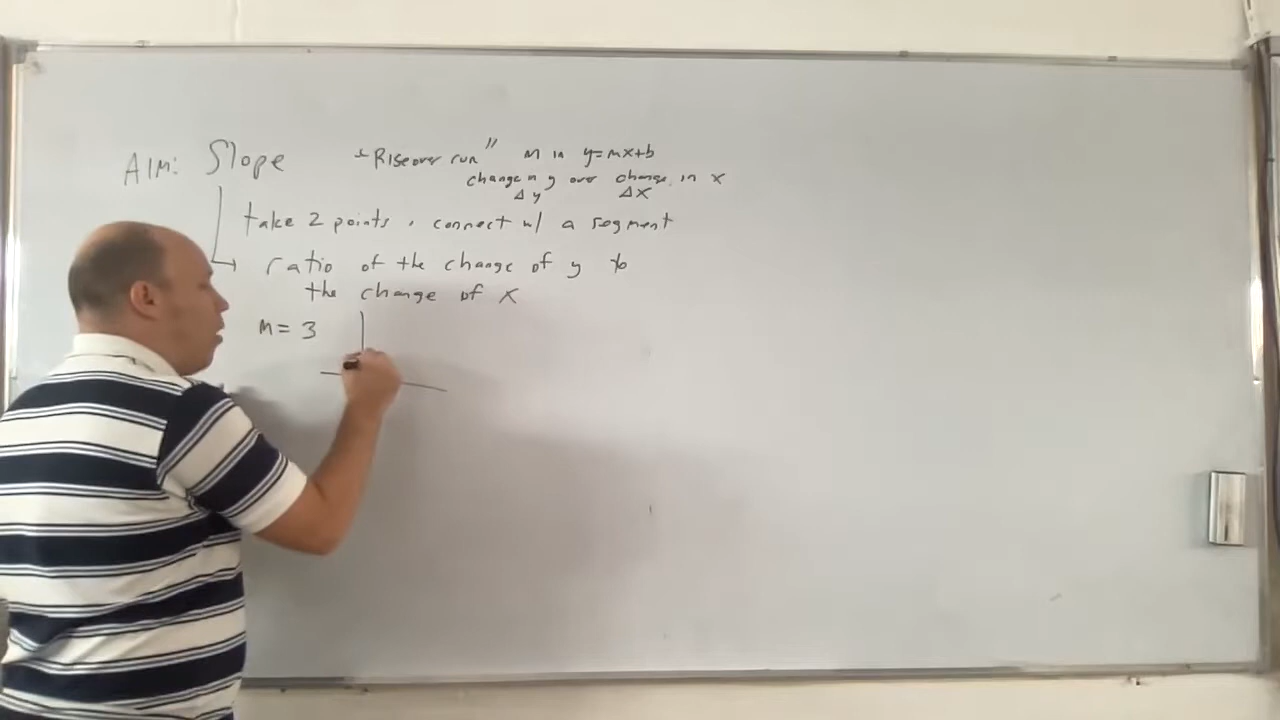 AIM: Slope "Rise over run" m in y=mx+b
change in y over change in x
Δy Δx
take 2 points, connect w/ a segment
ratio of the change of y to
the change of x
m = 3